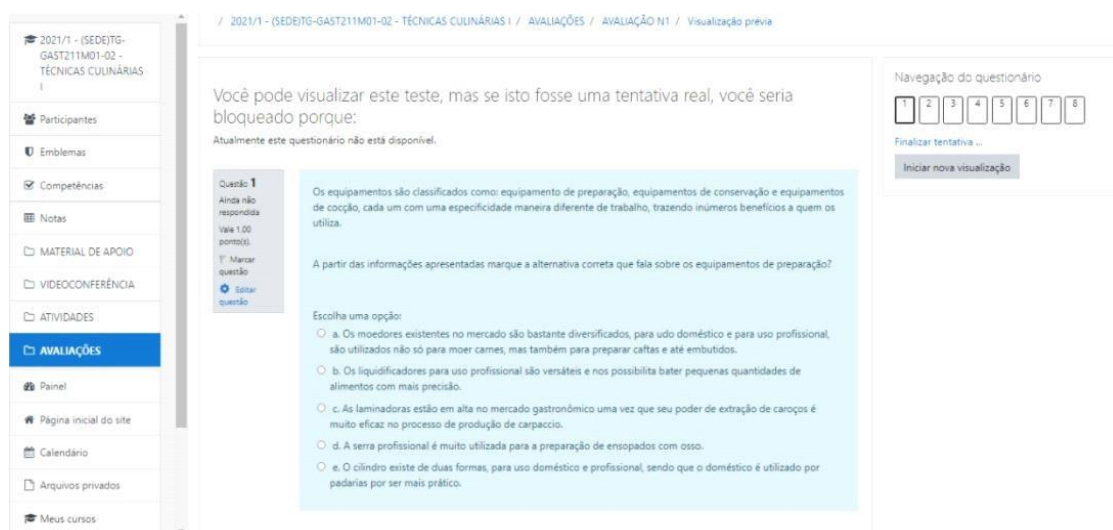 / 2021/1 - (SEDE)TG-GAST211M01-02 - TÉCNICAS CULINÁRIAS I / AVALIAÇÕES / AVALIAÇÃO N1 / Visualização prévia
2021/1 - (SEDE)TG-
GAST211M01-02 -
TÉCNICAS CULINÁRIAS
I
Participantes
Emblemas
Competências
Notas
MATERIAL DE APOIO
VIDEOCONFERÊNCIA
ATIVIDADES
AVALIAÇÕES
Painel
Página inicial do site
Calendário
Arquivos privados
Meus cursos
Você pode visualizar este teste, mas se isto fosse uma tentativa real, você seria
bloqueado porque:
Atualmente este questionário não está disponível.
Questão 1
Ainda não
respondida
Vale 1,00
ponto(s).
Marcar
questão
Editar
questão
Os equipamentos são classificados como: equipamento de preparação, equipamentos de conservação e equipamentos
de cocção, cada um com uma especificidade maneira diferente de trabalho, trazendo inúmeros benefícios a quem os
utiliza.
A partir das informações apresentadas marque a alternativa correta que fala sobre os equipamentos de preparação?
Escolha uma opção:
a. Os moedores existentes no mercado são bastante diversificados, para udo doméstico e para uso profissional,
são utilizados não só para moer carnes, mas também para preparar caftas e até embutidos.
b. Os liquidificadores para uso profissional são versáteis e nos possibilita bater pequenas quantidades de
alimentos com mais precisão.
c. As laminadoras estão em alta no mercado gastronômico uma vez que seu poder de extração de caroços é
muito eficaz no processo de produção de carpaccio.
d. A serra profissional é muito utilizada para a preparação de ensopados com osso.
e. O cilindro existe de duas formas, para uso doméstico e profissional, sendo que o doméstico é utilizado por
padarias por ser mais prático.
Navegação do questionário
1 2 3 4 5 6 7 8
Finalizar tentativa ...
Iniciar nova visualização